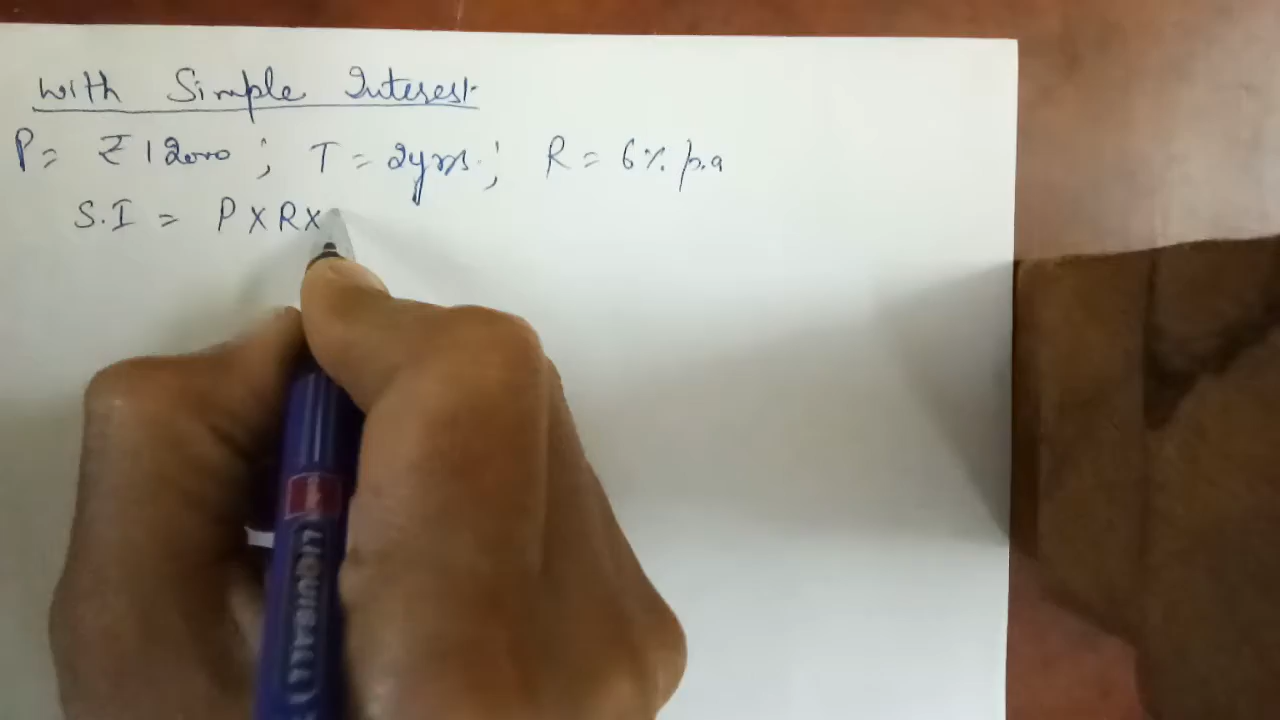 with Simple Interest.
P = ₹ 12000 ; T = 2yrs. ; R = 6% p.a
S.I = P X R X